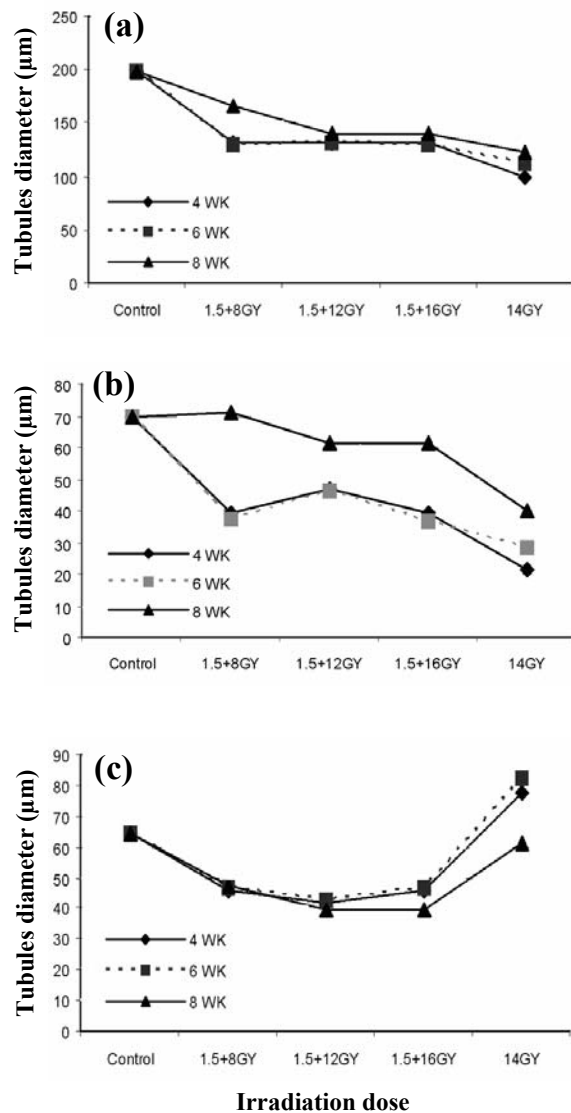 (a)
Tubules diameter (µm)
250
200
150
100
50
0
4 WK
6 WK
8 WK
Control 1.5+8GY 1.5+12GY 1.5+16GY 14GY
(b)
Tubules diameter (µm)
80
70
60
50
40
30
20
10
0
4 WK
6 WK
8 WK
Control 1.5+8GY 1.5+12GY 1.5+16GY 14GY
(c)
Tubules diameter (µm)
90
80
70
60
50
40
30
20
10
0
4 WK
6 WK
8 WK
Control 1.5+8GY 1.5+12GY 1.5+16GY 14GY
Irradiation dose